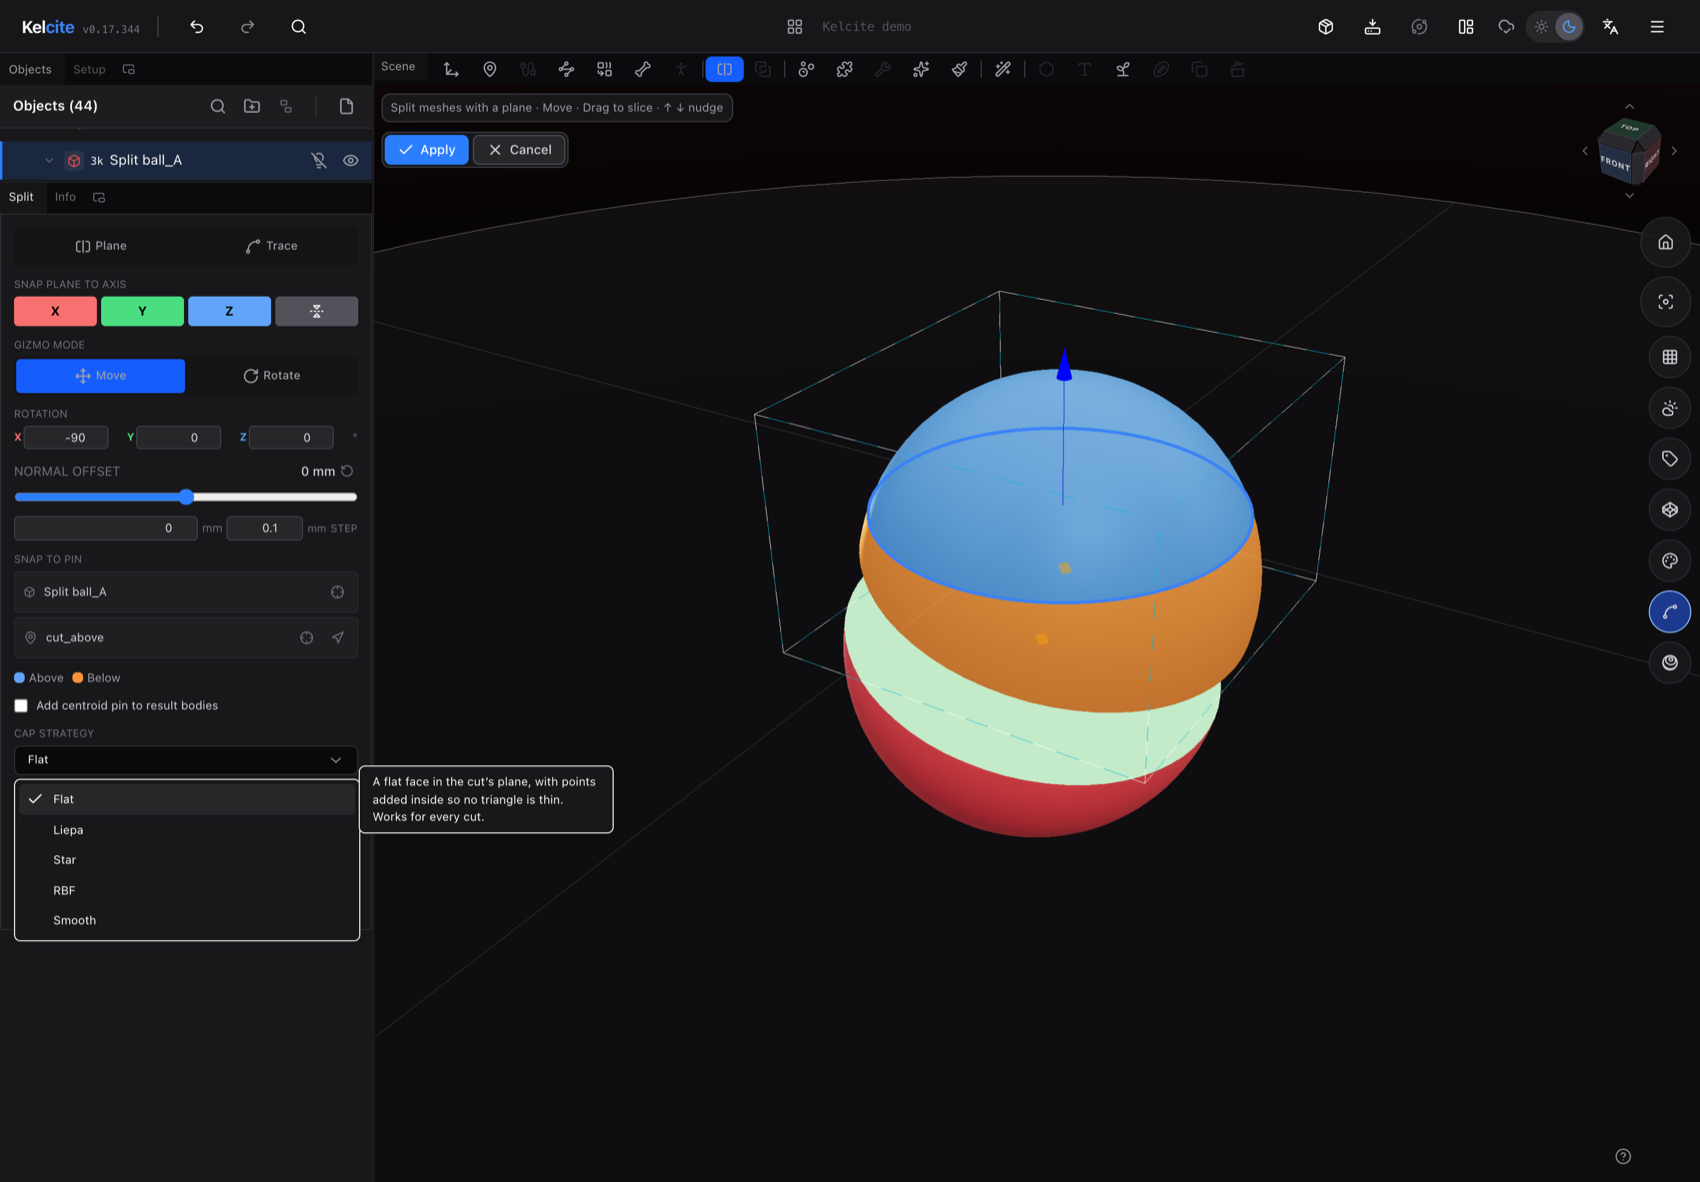 Kelcite v0.17.344
Kelcite demo
Objects
Setup
Scene
Objects (44)
Split meshes with a plane · Move · Drag to slice · ↑ ↓ nudge
Apply
Cancel
TOP
FRONT
RIGHT
3k Split ball_A
Split
Info
Plane
Trace
SNAP PLANE TO AXIS
X
Y
Z
GIZMO MODE
Move
Rotate
ROTATION
X -90 Y 0 Z 0 °
NORMAL OFFSET 0 mm
0 mm 0.1 mm STEP
SNAP TO PIN
Split ball_A
cut_above
Above Below
Add centroid pin to result bodies
CAP STRATEGY
Flat
Flat
Liepa
Star
RBF
Smooth
A flat face in the cut's plane, with points
added inside so no triangle is thin.
Works for every cut.